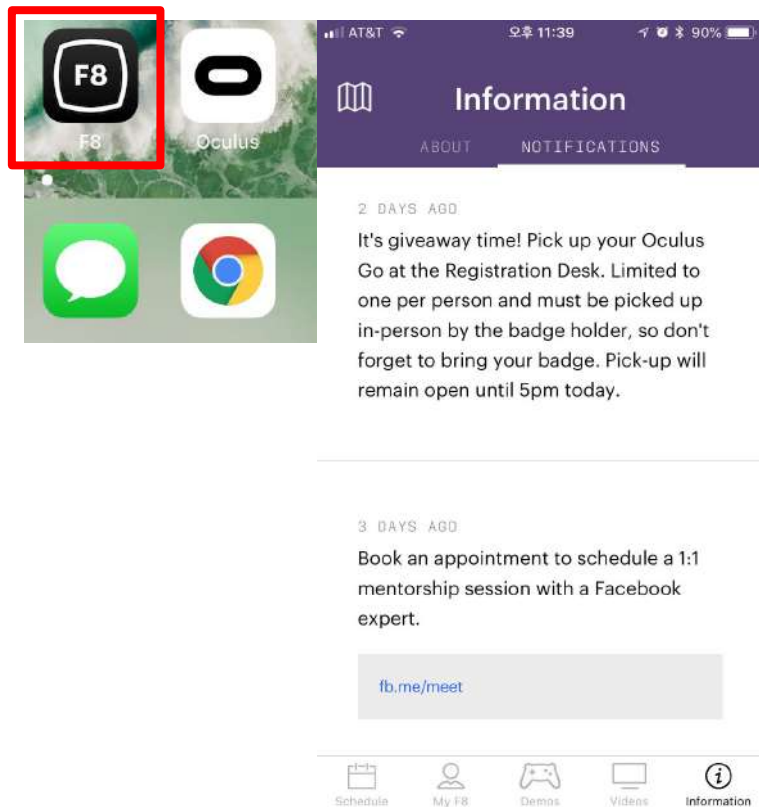 F8
F8
Oculus
AT&T 오후 11:39 90%
Information
ABOUT NOTIFICATIONS
2 DAYS AGO
It's giveaway time! Pick up your Oculus
Go at the Registration Desk. Limited to
one per person and must be picked up
in-person by the badge holder, so don't
forget to bring your badge. Pick-up will
remain open until 5pm today.
3 DAYS AGO
Book an appointment to schedule a 1:1
mentorship session with a Facebook
expert.
fb.me/meet
Schedule My F8 Demos Videos Information